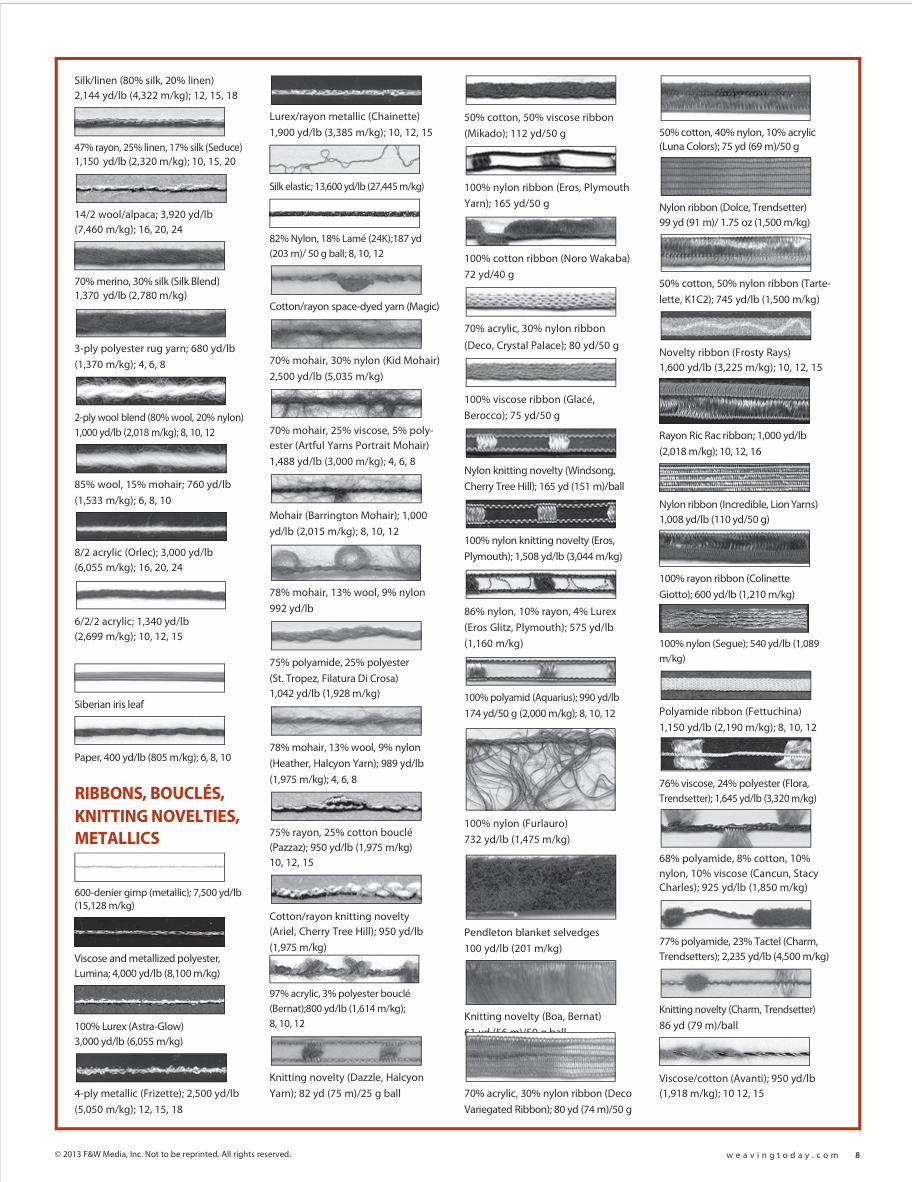 Silk/linen (80% silk, 20% linen)
2,144 yd/lb (4,322 m/kg); 12, 15, 18
47% rayon, 25% linen, 17% silk (Seduce)
1,150 yd/lb (2,320 m/kg); 10, 15, 20
14/2 wool/alpaca; 3,920 yd/lb
(7,460 m/kg); 16, 20, 24
70% merino, 30% silk (Silk Blend)
1,370 yd/lb (2,780 m/kg)
3-ply polyester rug yarn; 680 yd/lb
(1,370 m/kg); 4, 6, 8
2-ply wool blend (80% wool, 20% nylon)
1,000 yd/lb (2,018 m/kg); 8, 10, 12
85% wool, 15% mohair; 760 yd/lb
(1,533 m/kg); 6, 8, 10
8/2 acrylic (Orlec); 3,000 yd/lb
(6,055 m/kg); 16, 20, 24
6/2/2 acrylic; 1,340 yd/lb
(2,699 m/kg); 10, 12, 15
Siberian iris leaf
Paper, 400 yd/lb (805 m/kg); 6, 8, 10
RIBBONS, BOUCLÉS,
KNITTING NOVELTIES,
METALLICS
600-denier gimp (metallic); 7,500 yd/lb
(15,128 m/kg)
Viscose and metallized polyester,
Lumina; 4,000 yd/lb (8,100 m/kg)
100% Lurex (Astra-Glow)
3,000 yd/lb (6,055 m/kg)
4-ply metallic (Frizette); 2,500 yd/lb
(5,050 m/kg); 12, 15, 18
Lurex/rayon metallic (Chainette)
1,900 yd/lb (3,385 m/kg); 10, 12, 15
Silk elastic; 13,600 yd/lb (27,445 m/kg)
82% Nylon, 18% Lamé (24K);187 yd
(203 m)/ 50 g ball; 8, 10, 12
Cotton/rayon space-dyed yarn (Magic)
70% mohair, 30% nylon (Kid Mohair)
2,500 yd/lb (5,035 m/kg)
70% mohair, 25% viscose, 5% poly-
ester (Artful Yarns Portrait Mohair)
1,488 yd/lb (3,000 m/kg); 4, 6, 8
Mohair (Barrington Mohair); 1,000
yd/lb (2,015 m/kg); 8, 10, 12
78% mohair, 13% wool, 9% nylon
992 yd/lb
75% polyamide, 25% polyester
(St. Tropez, Filatura Di Crosa)
1,042 yd/lb (1,928 m/kg)
78% mohair, 13% wool, 9% nylon
(Heather, Halcyon Yarn); 989 yd/lb
(1,975 m/kg); 4, 6, 8
75% rayon, 25% cotton bouclé
(Pazzaz); 950 yd/lb (1,975 m/kg)
10, 12, 15
Cotton/rayon knitting novelty
(Ariel, Cherry Tree Hill); 950 yd/lb
(1,975 m/kg)
97% acrylic, 3% polyester bouclé
(Bernat);800 yd/lb (1,614 m/kg);
8, 10, 12
Knitting novelty (Dazzle, Halcyon
Yarn); 82 yd (75 m)/25 g ball
50% cotton, 50% viscose ribbon
(Mikado); 112 yd/50 g
100% nylon ribbon (Eros, Plymouth
Yarn); 165 yd/50 g
100% cotton ribbon (Noro Wakaba)
72 yd/40 g
70% acrylic, 30% nylon ribbon
(Deco, Crystal Palace); 80 yd/50 g
100% viscose ribbon (Glacé,
Berocco); 75 yd/50 g
Nylon knitting novelty (Windsong,
Cherry Tree Hill); 165 yd (151 m)/ball
100% nylon knitting novelty (Eros,
Plymouth); 1,508 yd/lb (3,044 m/kg)
86% nylon, 10% rayon, 4% Lurex
(Eros Glitz, Plymouth); 575 yd/lb
(1,160 m/kg)
100% polyamid (Aquarius); 990 yd/lb
174 yd/50 g (2,000 m/kg); 8, 10, 12
100% nylon (Furlauro)
732 yd/lb (1,475 m/kg)
Pendleton blanket selvedges
100 yd/lb (201 m/kg)
Knitting novelty (Boa, Bernat)
61 yd (56 m)/50 g ball
70% acrylic, 30% nylon ribbon (Deco
Variegated Ribbon); 80 yd (74 m)/50 g
50% cotton, 40% nylon, 10% acrylic
(Luna Colors); 75 yd (69 m)/50 g
Nylon ribbon (Dolce, Trendsetter)
99 yd (91 m)/ 1.75 oz (1,500 m/kg)
50% cotton, 50% nylon ribbon (Tarte-
lette, K1C2); 745 yd/lb (1,500 m/kg)
Novelty ribbon (Frosty Rays)
1,600 yd/lb (3,225 m/kg); 10, 12, 15
Rayon Ric Rac ribbon; 1,000 yd/lb
(2,018 m/kg); 10, 12, 16
Nylon ribbon (Incredible, Lion Yarns)
1,008 yd/lb (110 yd/50 g)
100% rayon ribbon (Colinette
Giotto); 600 yd/lb (1,210 m/kg)
100% nylon (Segue); 540 yd/lb (1,089
m/kg)
Polyamide ribbon (Fettuchina)
1,150 yd/lb (2,190 m/kg); 8, 10, 12
76% viscose, 24% polyester (Flora,
Trendsetter); 1,645 yd/lb (3,320 m/kg)
68% polyamide, 8% cotton, 10%
nylon, 10% viscose (Cancun, Stacy
Charles); 925 yd/lb (1,850 m/kg)
77% polyamide, 23% Tactel (Charm,
Trendsetters); 2,235 yd/lb (4,500 m/kg)
Knitting novelty (Charm, Trendsetter)
86 yd (79 m)/ball
Viscose/cotton (Avanti); 950 yd/lb
(1,918 m/kg); 10 12, 15
© 2013 F&W Media, Inc. Not to be reprinted. All rights reserved.
weavingtoday.com 8